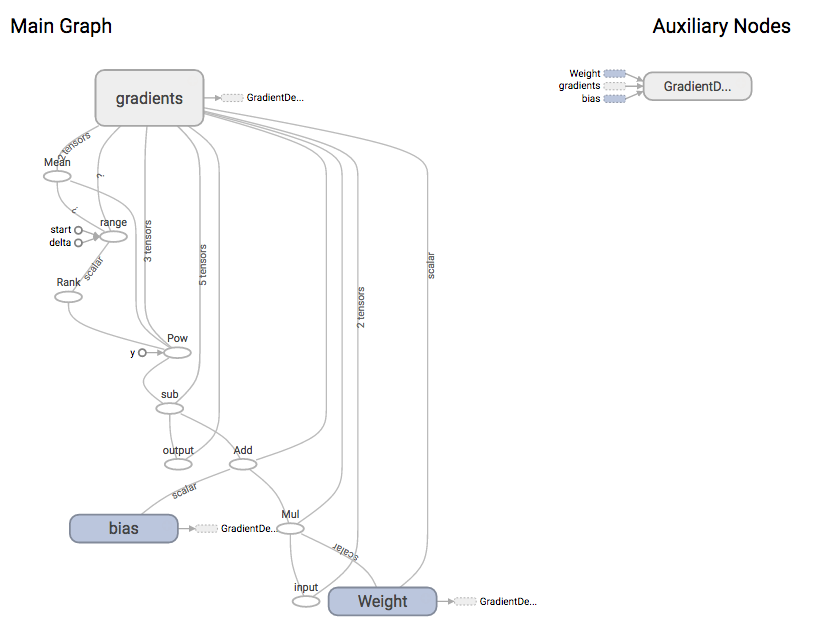 Main Graph
Auxiliary Nodes
gradients
GradientDe...
Weight
gradients
bias
GradientD...
2 tensors
Mean
?
?
start
delta
range
scalar
Rank
3 tensors
5 tensors
scalar
2 tensors
y
Pow
sub
output
Add
scalar
bias
GradientDe...
Mul
scalar
input
Weight
GradientDe...